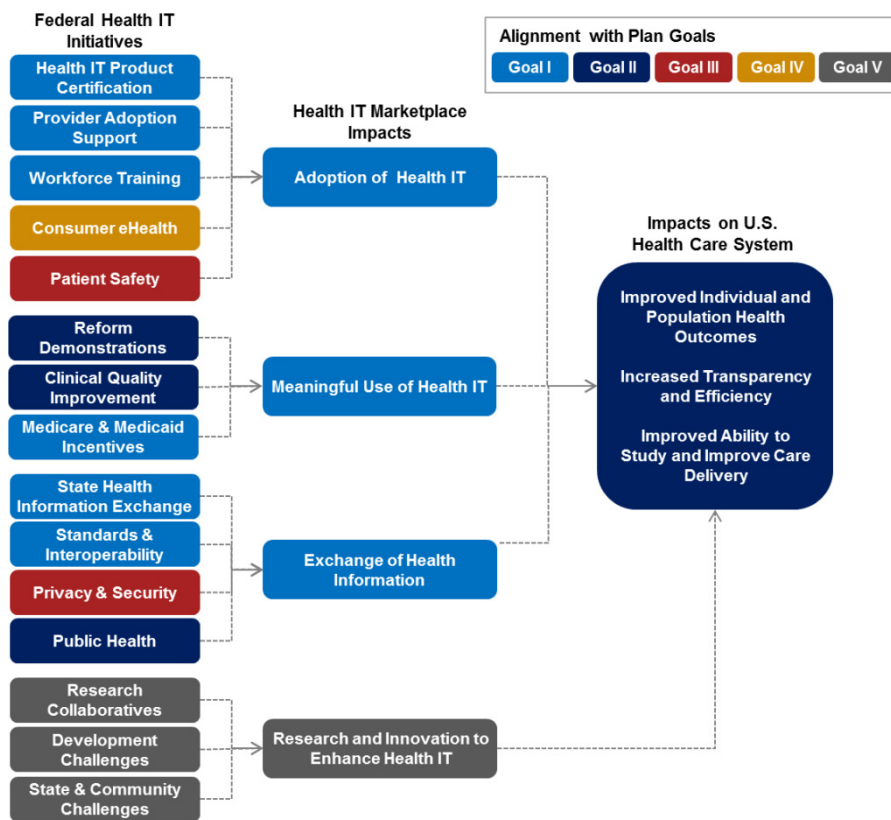 Federal Health IT
Initiatives
Alignment with Plan Goals
Goal I
Goal II
Goal III
Goal IV
Goal V
Health IT Product
Certification
Provider Adoption
Support
Workforce Training
Consumer eHealth
Patient Safety
Health IT Marketplace
Impacts
Adoption of Health IT
Reform
Demonstrations
Clinical Quality
Improvement
Medicare & Medicaid
Incentives
Meaningful Use of Health IT
State Health
Information Exchange
Standards &
Interoperability
Privacy & Security
Public Health
Exchange of Health
Information
Research
Collaboratives
Development
Challenges
State & Community
Challenges
Research and Innovation to
Enhance Health IT
Impacts on U.S.
Health Care System
Improved Individual and
Population Health
Outcomes
Increased Transparency
and Efficiency
Improved Ability to
Study and Improve Care
Delivery